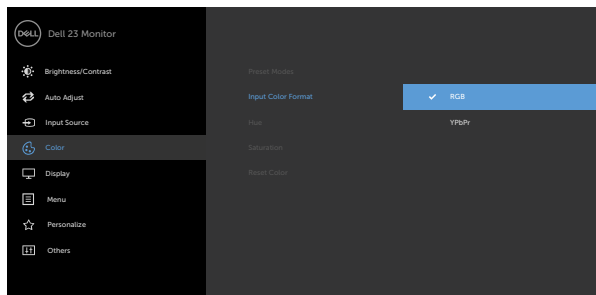 DELL
Dell 23 Monitor
Brightness/Contrast
Auto Adjust
Input Source
Color
Display
Menu
Personalize
Others
Preset Modes
Input Color Format
Hue
Saturation
Reset Color
RGB
YPbPr